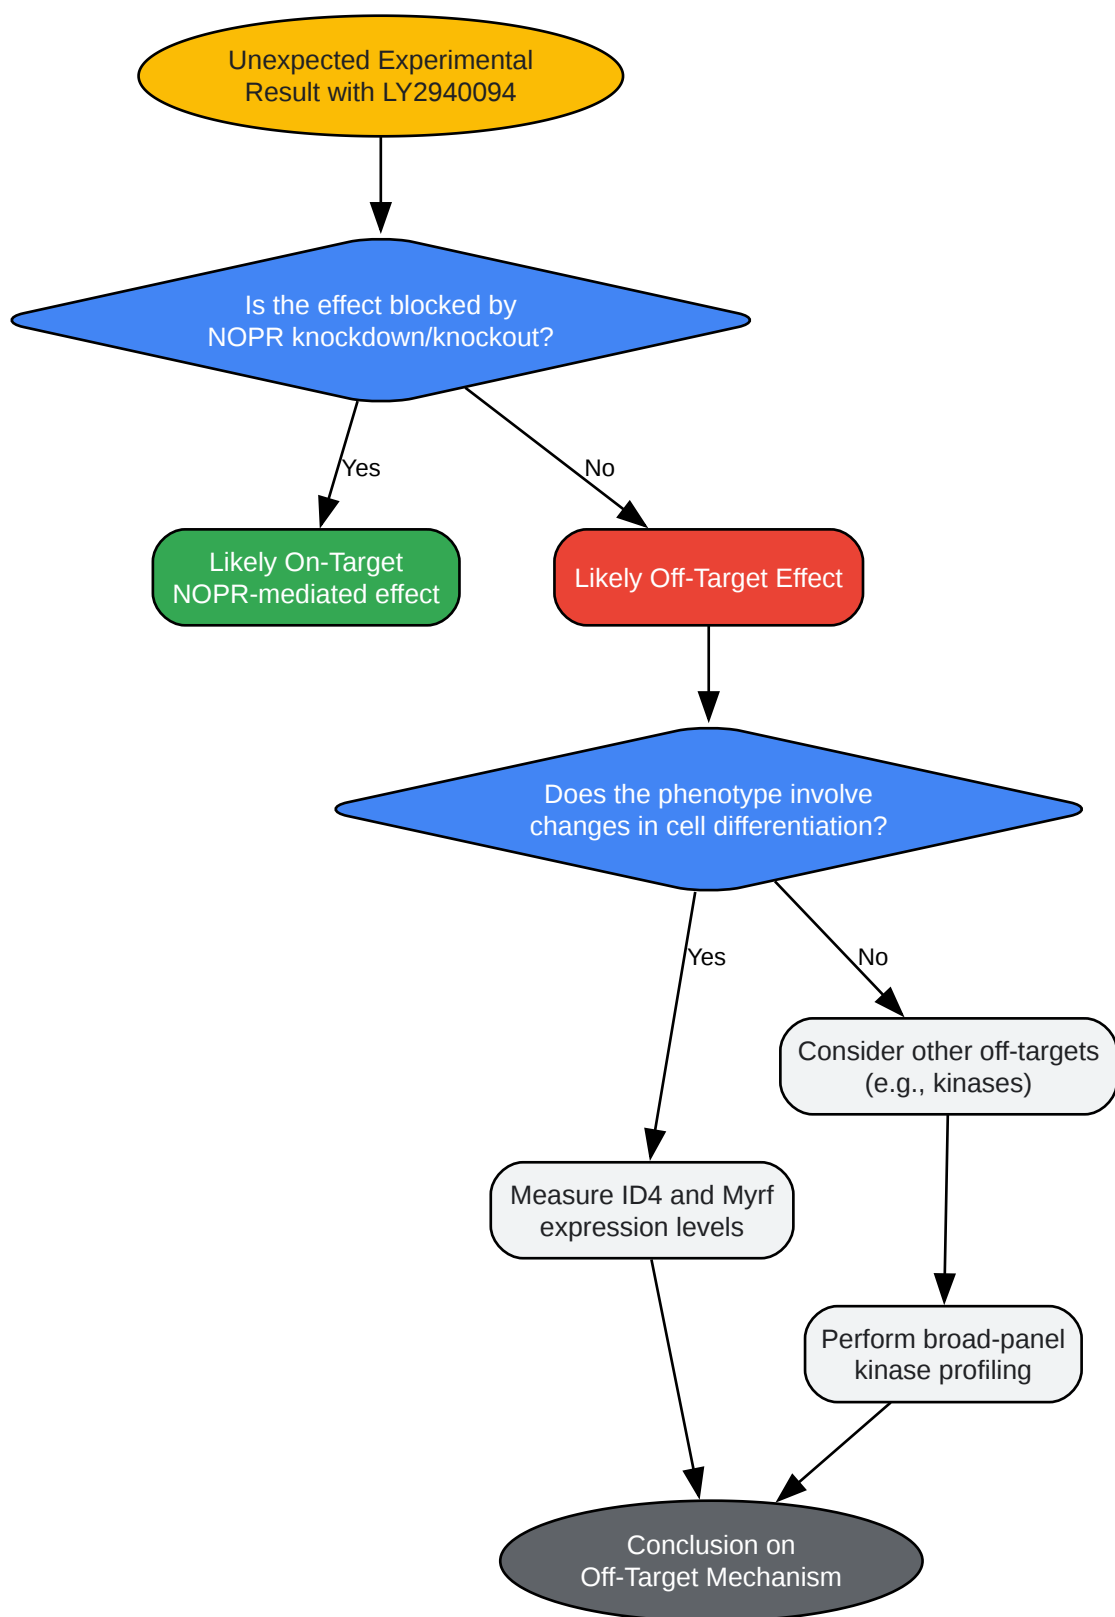 Unexpected Experimental
Result with LY2940094
Is the effect blocked by
NOPR knockdown/knockout?
Yes
No
Likely On-Target
NOPR-mediated effect
Likely Off-Target Effect
Does the phenotype involve
changes in cell differentiation?
Yes
No
Consider other off-targets
(e.g., kinases)
Measure ID4 and Myrf
expression levels
Perform broad-panel
kinase profiling
Conclusion on
Off-Target Mechanism